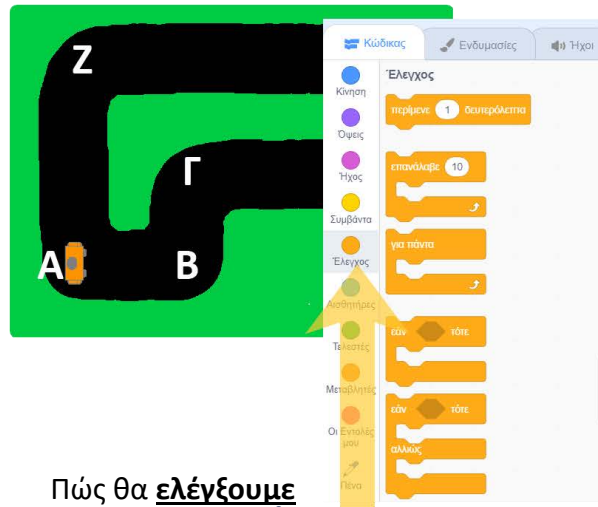 Z
Γ
A
B
Κώδικας
Ενδυμασίες
Ήχοι
Κίνηση
Όψεις
Ήχος
Συμβάντα
Έλεγχος
Αισθητήρες
Τελεστές
Μεταβλητές
Οι Εντολές
μου
Πένα
Έλεγχος
περίμενε 1 δευτερόλεπτα
επανάλαβε 10
για πάντα
εάν τότε
εάν τότε
αλλιώς
Πώς θα ελέγξουμε